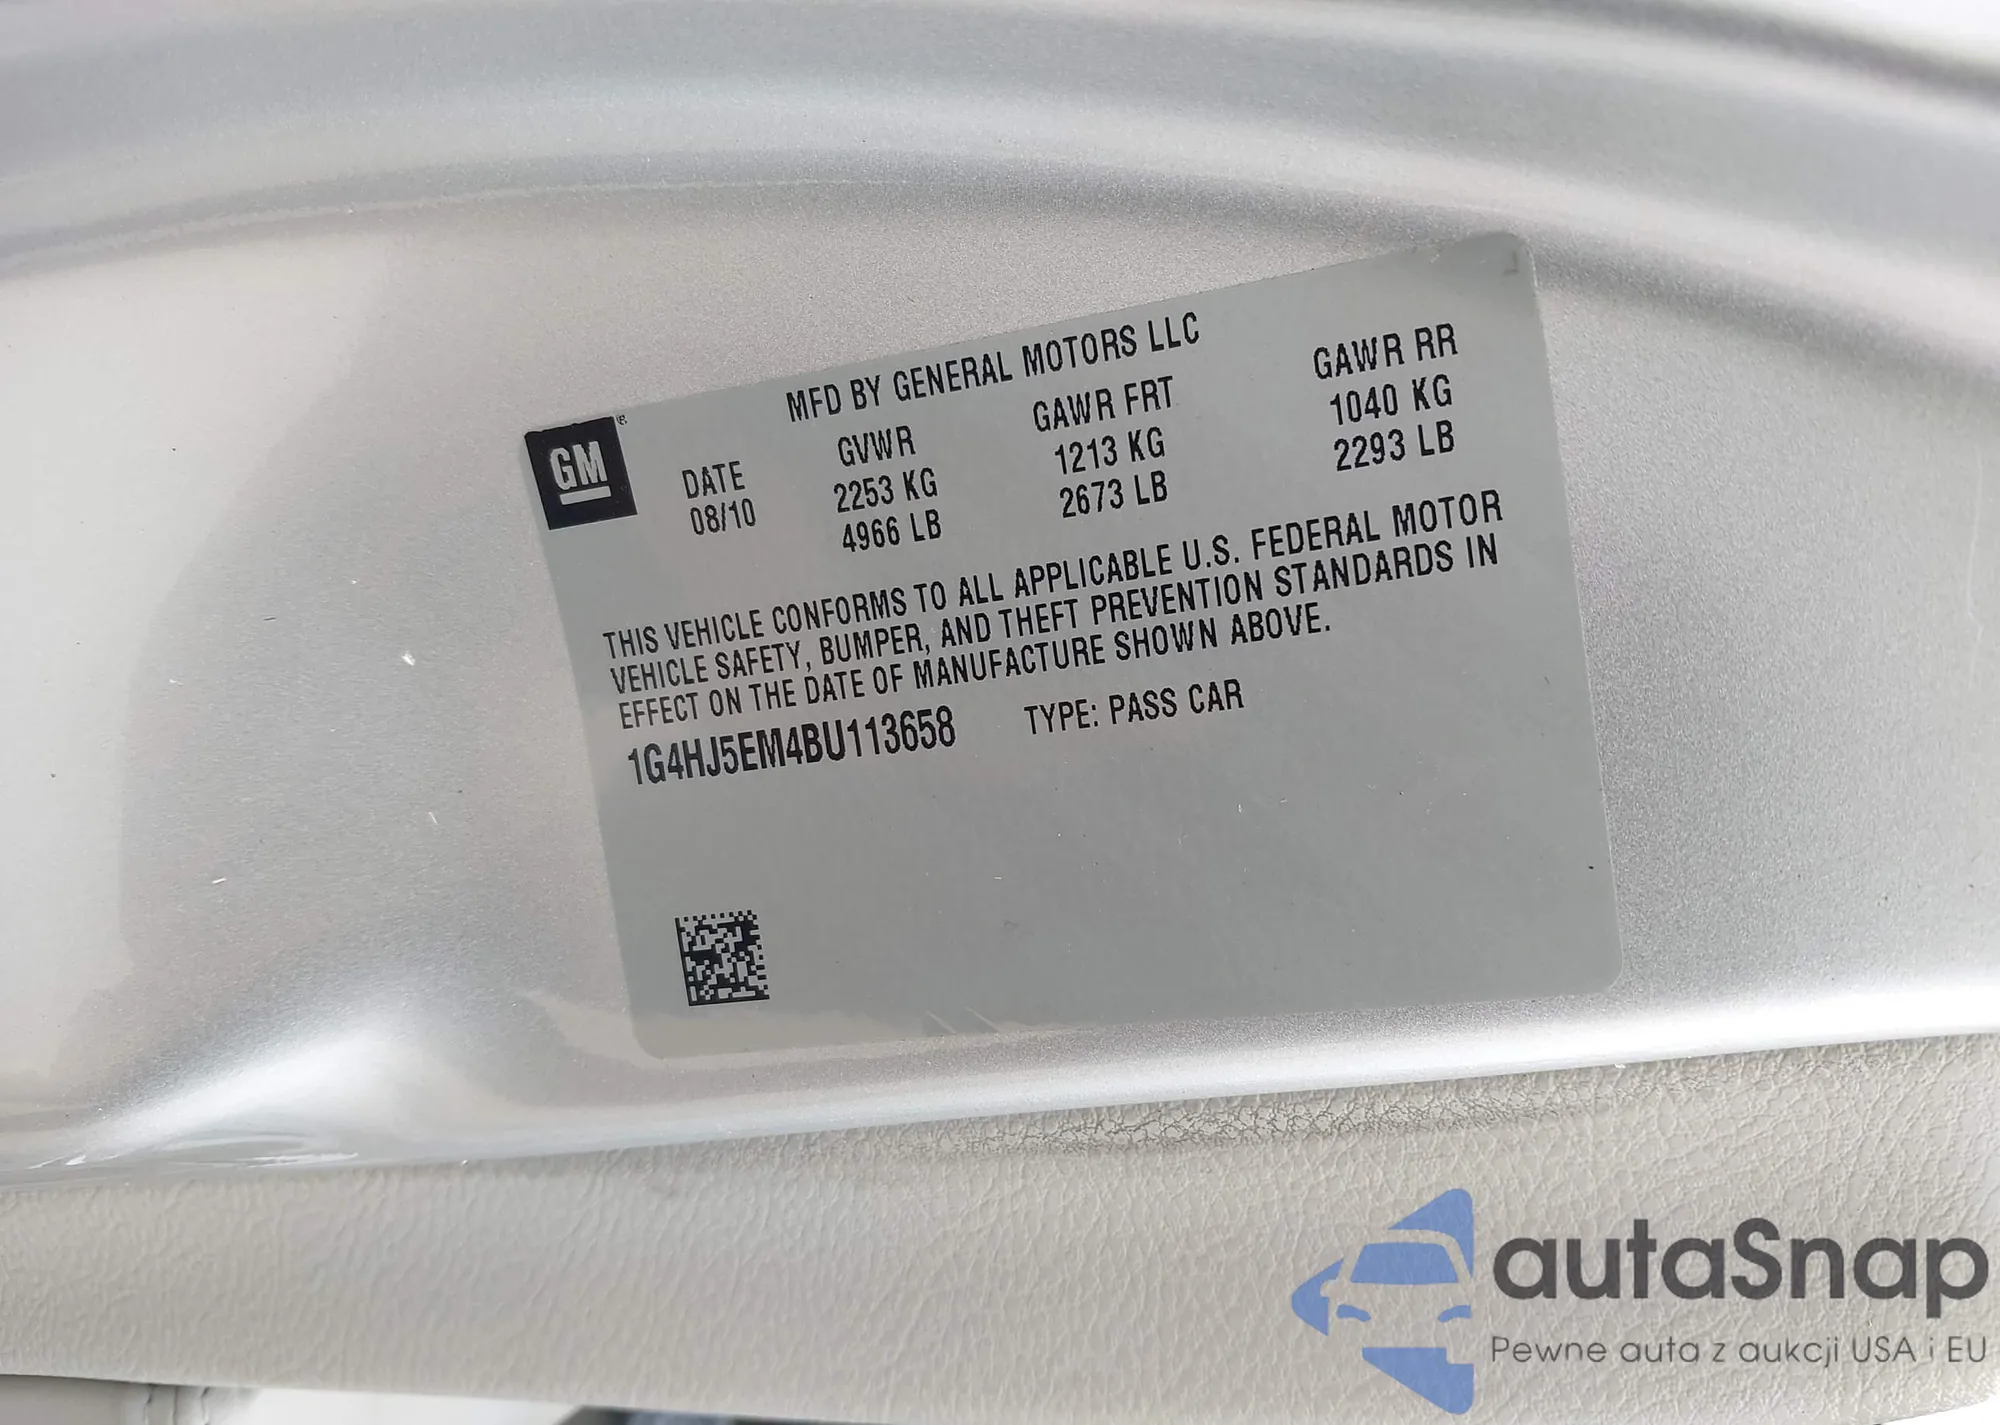 MFD BY GENERAL MOTORS LLC
GM®
DATE GVWR GAWR FRT GAWR RR
08/10 2253 KG 1213 KG 1040 KG
4966 LB 2673 LB 2293 LB
THIS VEHICLE CONFORMS TO ALL APPLICABLE U.S. FEDERAL MOTOR
VEHICLE SAFETY, BUMPER, AND THEFT PREVENTION STANDARDS IN
EFFECT ON THE DATE OF MANUFACTURE SHOWN ABOVE.
1G4HJ5EM4BU113658 TYPE: PASS CAR
autaSnap
Pewne auta z aukcji USA i EU